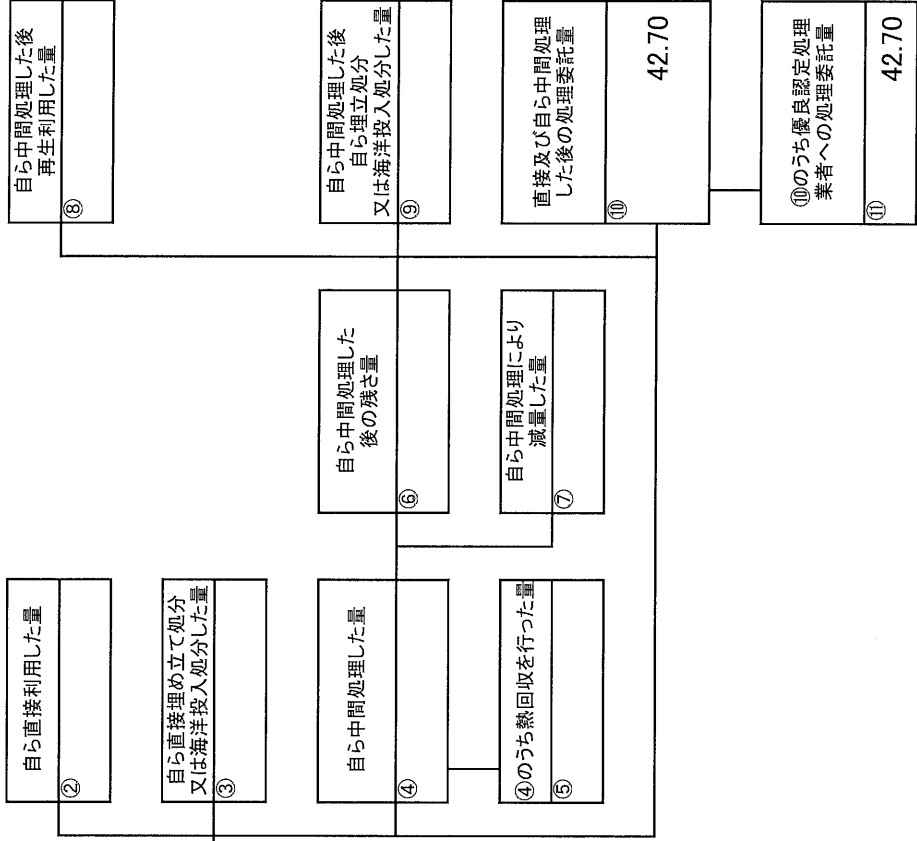 自ら直接利用した量
②
自ら直接埋め立て処分
又は海洋投入処分した量
③
自ら中間処理した量
④
④のうち熱回収を行った量
⑤
自ら中間処理した
後の残さ量
⑥
自ら中間処理により
減量した量
⑦
自ら中間処理した後
再生利用した量
⑧
自ら中間処理した後
自ら埋立処分
又は海洋投入処分した量
⑨
直接及び自ら中間処理
した後の処理委託量
⑩
42.70
⑩のうち優良認定処理
業者への処理委託量
⑪
42.70